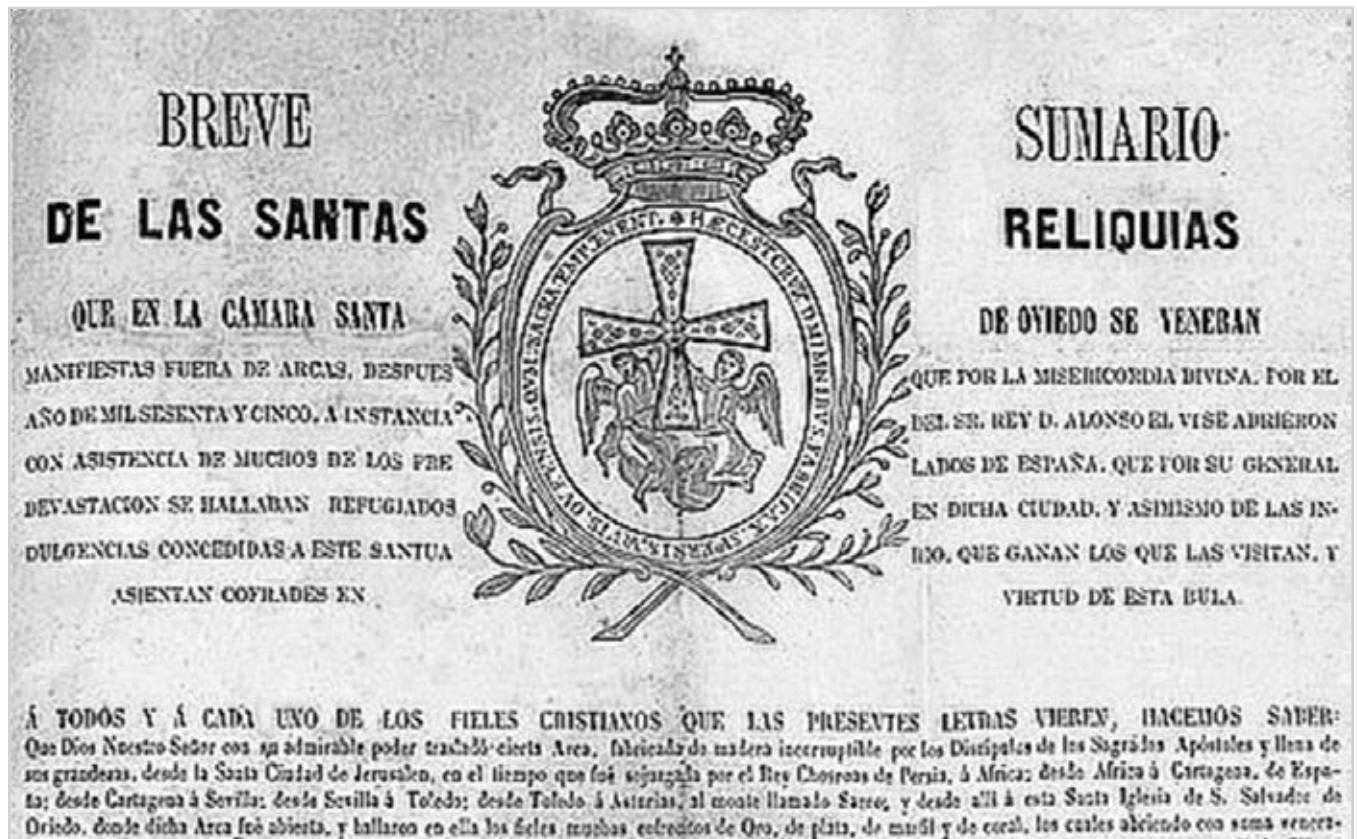 BREVE SUMARIO
DE LAS SANTAS RELIQUIAS
QUE EN LA CÁMARA SANTA DE OVIEDO SE VENERAN
MANIFIESTAS FUERA DE ARCAS, DESPUES QUE POR LA MISERICORDIA DIVINA, POR EL
AÑO DE MIL SESENTA Y CINCO, A INSTANCIA DEL SR. REY D. ALONSO EL VI SE ABRIERON
CON ASISTENCIA DE MUCHOS DE LOS PRE LADOS DE ESPAÑA, QUE POR SU GENERAL
DEVASTACION SE HALLABAN REFUGIADOS EN DICHA CIUDAD, Y ASIMISMO DE LAS IN-
DULGENCIAS CONCEDIDAS A ESTE SANTUA RIO, QUE GANAN LOS QUE LAS VISITAN, Y
ASIENTAN COFRADES EN VIRTUD DE ESTA BULA.
HÆC EST
Á TODOS Y Á CADA UNO DE LOS FIELES CRISTIANOS QUE LAS PRESENTES LETRAS VIEREN, HACEMOS SABER:
Que Dios Nuestro Señor con su admirable poder trasladó cierta Arca, fabricada de madera incorruptible por los Discípulos de los Sagrados Apóstoles y llena de
sus grandezas, desde la Santa Ciudad de Jerusalen, en el tiempo que fué sojuzgada por el Rey Chosroas de Persia, á Africa; desde Africa á Cartagena, de Espa-
ña; desde Cartagena á Sevilla; desde Sevilla á Toledo; desde Toledo á Asturias, al monte llamado Sacro, y desde allí á esta Santa Iglesia de S. Salvador de
Oviedo, donde dicha Arca fué abierta, y hallaron en ella los fieles muchos cofrecitos de Oro, de plata, de marfil y de coral, los cuales abriendo con suma venera-